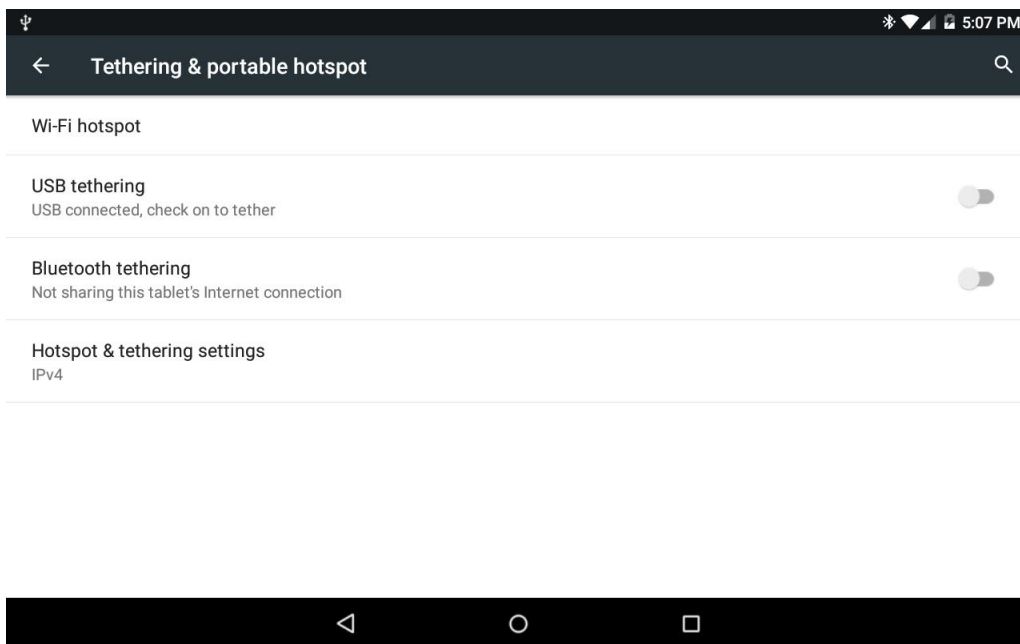 5:07 PM
Tethering & portable hotspot
Wi-Fi hotspot
USB tethering
USB connected, check on to tether
Bluetooth tethering
Not sharing this tablet's Internet connection
Hotspot & tethering settings
IPv4